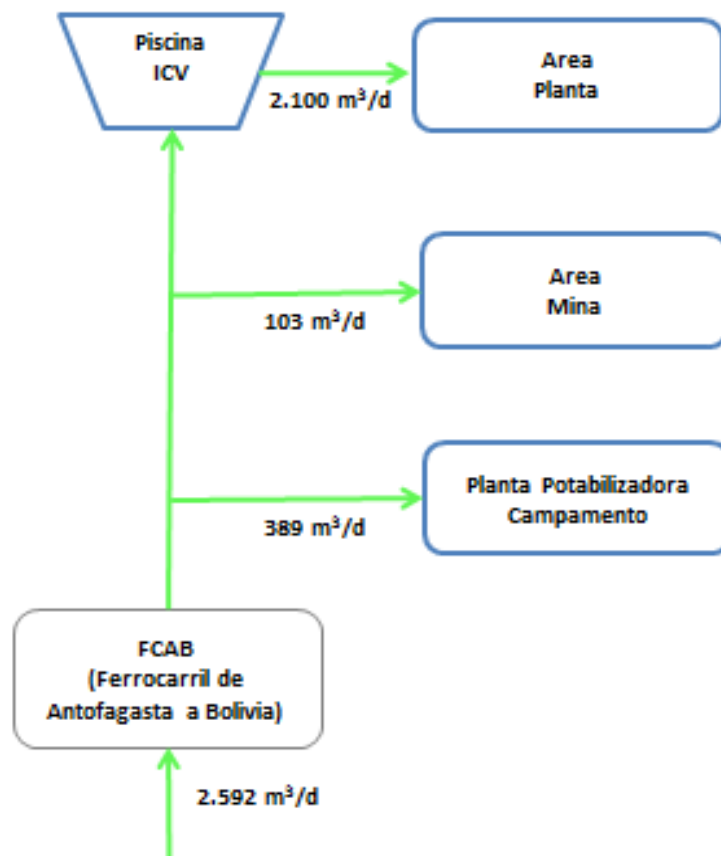 Piscina
ICV
2.100 m³/d
Area
Planta
Area
Mina
103 m³/d
Planta Potabilizadora
Campamento
389 m³/d
FCAB
(Ferrocarril de
Antofagasta a Bolivia)
2.592 m³/d